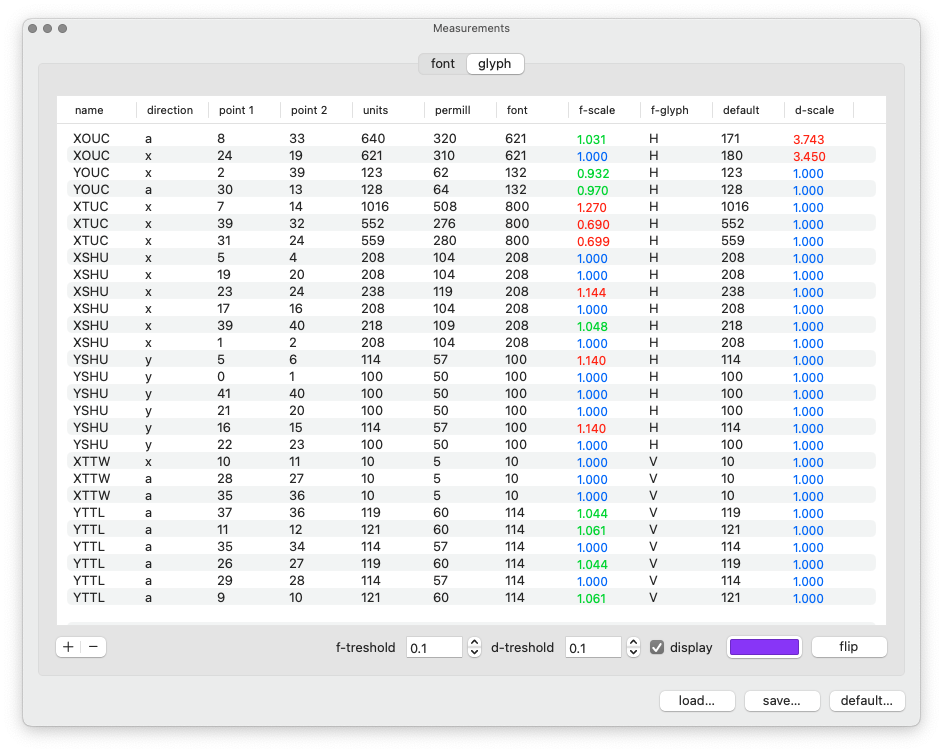 Measurements
font glyph
name direction point 1 point 2 units permill font f-scale f-glyph default d-scale
XOUC a 8 33 640 320 621 1.031 H 171 3.743
XOUC x 24 19 621 310 621 1.000 H 180 3.450
YOUC x 2 39 123 62 132 0.932 H 123 1.000
YOUC a 30 13 128 64 132 0.970 H 128 1.000
XTUC x 7 14 1016 508 800 1.270 H 1016 1.000
XTUC x 39 32 552 276 800 0.690 H 552 1.000
XTUC x 31 24 559 280 800 0.699 H 559 1.000
XSHU x 5 4 208 104 208 1.000 H 208 1.000
XSHU x 19 20 208 104 208 1.000 H 208 1.000
XSHU x 23 24 238 119 208 1.144 H 238 1.000
XSHU x 17 16 208 104 208 1.000 H 208 1.000
XSHU x 39 40 218 109 208 1.048 H 218 1.000
XSHU x 1 2 208 104 208 1.000 H 208 1.000
YSHU y 5 6 114 57 100 1.140 H 114 1.000
YSHU y 0 1 100 50 100 1.000 H 100 1.000
YSHU y 41 40 100 50 100 1.000 H 100 1.000
YSHU y 21 20 100 50 100 1.000 H 100 1.000
YSHU y 16 15 114 57 100 1.140 H 114 1.000
YSHU y 22 23 100 50 100 1.000 H 100 1.000
XTTW x 10 11 10 5 10 1.000 V 10 1.000
XTTW a 28 27 10 5 10 1.000 V 10 1.000
XTTW a 35 36 10 5 10 1.000 V 10 1.000
YTTL a 37 36 119 60 114 1.044 V 119 1.000
YTTL a 11 12 121 60 114 1.061 V 121 1.000
YTTL a 35 34 114 57 114 1.000 V 114 1.000
YTTL a 26 27 119 60 114 1.044 V 119 1.000
YTTL a 29 28 114 57 114 1.000 V 114 1.000
YTTL a 9 10 121 60 114 1.061 V 121 1.000
+ − f-treshold 0.1 d-treshold 0.1 display flip
load... save... default...